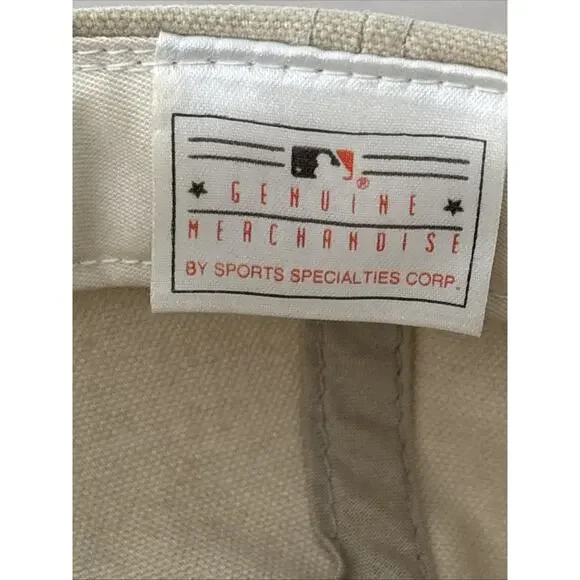 ®
★ GENUINE ★
MERCHANDISE
BY SPORTS SPECIALTIES CORP.